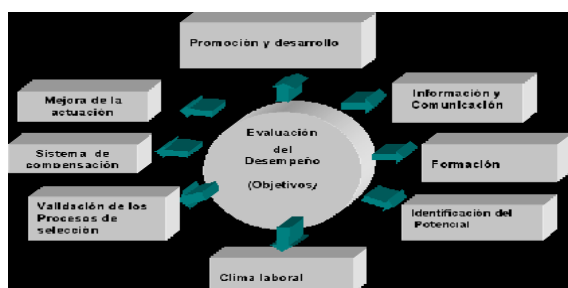 Promoción y desarrollo
Mejora de la
actuación
Información y
Comunicación
Evaluación
del
Desempeño
(Objetivos)
Sistema de
compensación
Formación
Validación de los
Procesos de
selección
Identificación del
Potencial
Clima laboral